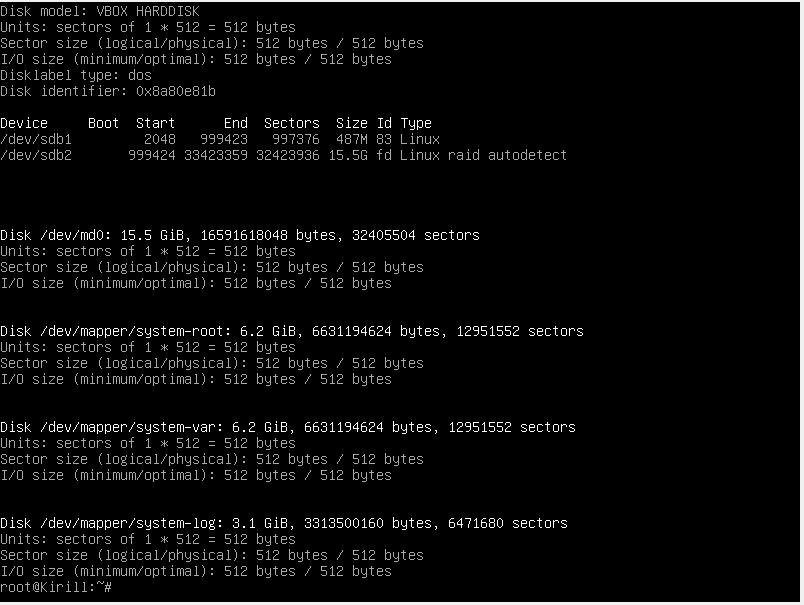 Disk model: VBOX HARDDISK
Units: sectors of 1 * 512 = 512 bytes
Sector size (logical/physical): 512 bytes / 512 bytes
I/O size (minimum/optimal): 512 bytes / 512 bytes
Disklabel type: dos
Disk identifier: 0x8a80e81b
Device     Boot  Start      End  Sectors  Size Id Type
/dev/sdb1         2048   999423   997376  487M 83 Linux
/dev/sdb2       999424 33423359 32423936 15.5G fd Linux raid autodetect
Disk /dev/md0: 15.5 GiB, 16591618048 bytes, 32405504 sectors
Units: sectors of 1 * 512 = 512 bytes
Sector size (logical/physical): 512 bytes / 512 bytes
I/O size (minimum/optimal): 512 bytes / 512 bytes
Disk /dev/mapper/system-root: 6.2 GiB, 6631194624 bytes, 12951552 sectors
Units: sectors of 1 * 512 = 512 bytes
Sector size (logical/physical): 512 bytes / 512 bytes
I/O size (minimum/optimal): 512 bytes / 512 bytes
Disk /dev/mapper/system-var: 6.2 GiB, 6631194624 bytes, 12951552 sectors
Units: sectors of 1 * 512 = 512 bytes
Sector size (logical/physical): 512 bytes / 512 bytes
I/O size (minimum/optimal): 512 bytes / 512 bytes
Disk /dev/mapper/system-log: 3.1 GiB, 3313500160 bytes, 6471680 sectors
Units: sectors of 1 * 512 = 512 bytes
Sector size (logical/physical): 512 bytes / 512 bytes
I/O size (minimum/optimal): 512 bytes / 512 bytes
root@Kirill:~#